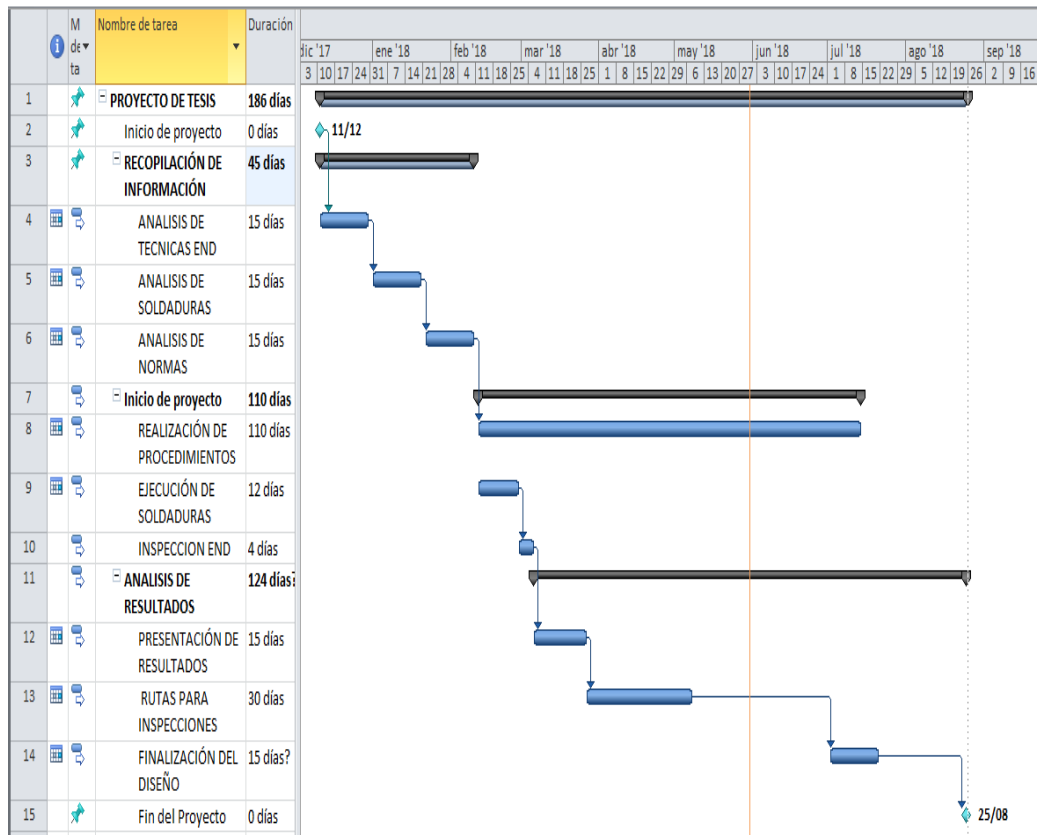 M
de
ta
Nombre de tarea
Duración
dic '17 ene '18 feb '18 mar '18 abr '18 may '18 jun '18 jul '18 ago '18 sep '18
3 10 17 24 31 7 14 21 28 4 11 18 25 4 11 18 25 1 8 15 22 29 6 13 20 27 3 10 17 24 1 8 15 22 29 5 12 19 26 2 9 16
1 PROYECTO DE TESIS 186 días
2 Inicio de proyecto 0 días 11/12
3 RECOPILACIÓN DE 45 días
INFORMACIÓN
4 ANALISIS DE 15 días
TECNICAS END
5 ANALISIS DE 15 días
SOLDADURAS
6 ANALISIS DE 15 días
NORMAS
7 Inicio de proyecto 110 días
8 REALIZACIÓN DE 110 días
PROCEDIMIENTOS
9 EJECUCIÓN DE 12 días
SOLDADURAS
10 INSPECCION END 4 días
11 ANALISIS DE 124 días?
RESULTADOS
12 PRESENTACIÓN DE 15 días
RESULTADOS
13 RUTAS PARA 30 días
INSPECCIONES
14 FINALIZACIÓN DEL 15 días?
DISEÑO
15 Fin del Proyecto 0 días 25/08